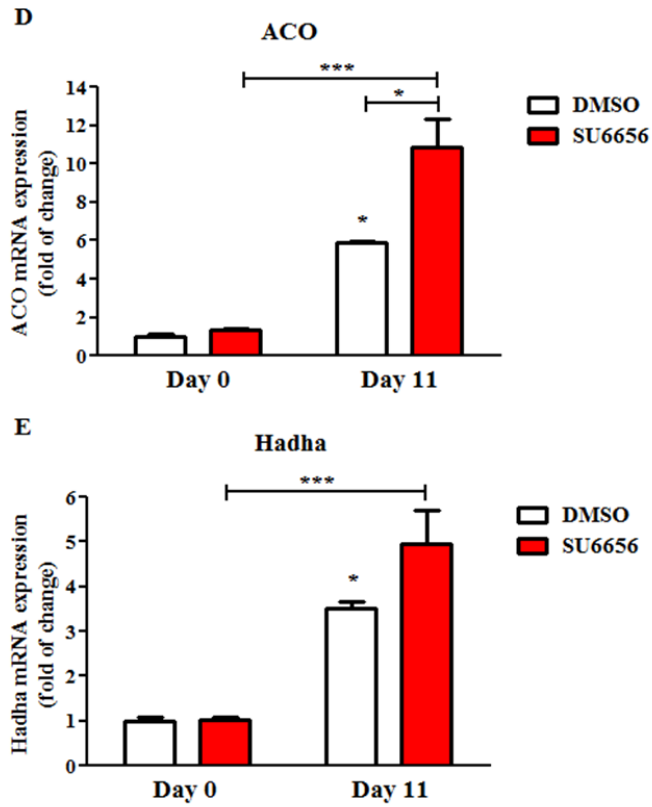 D
ACO
***
*
*
DMSO
SU6656
ACO mRNA expression
(fold of change)
14
12
10
8
6
4
2
0
Day 0 Day 11
E
Hadha
***
*
DMSO
SU6656
Hadha mRNA expression
(fold of change)
6
5
4
3
2
1
0
Day 0 Day 11